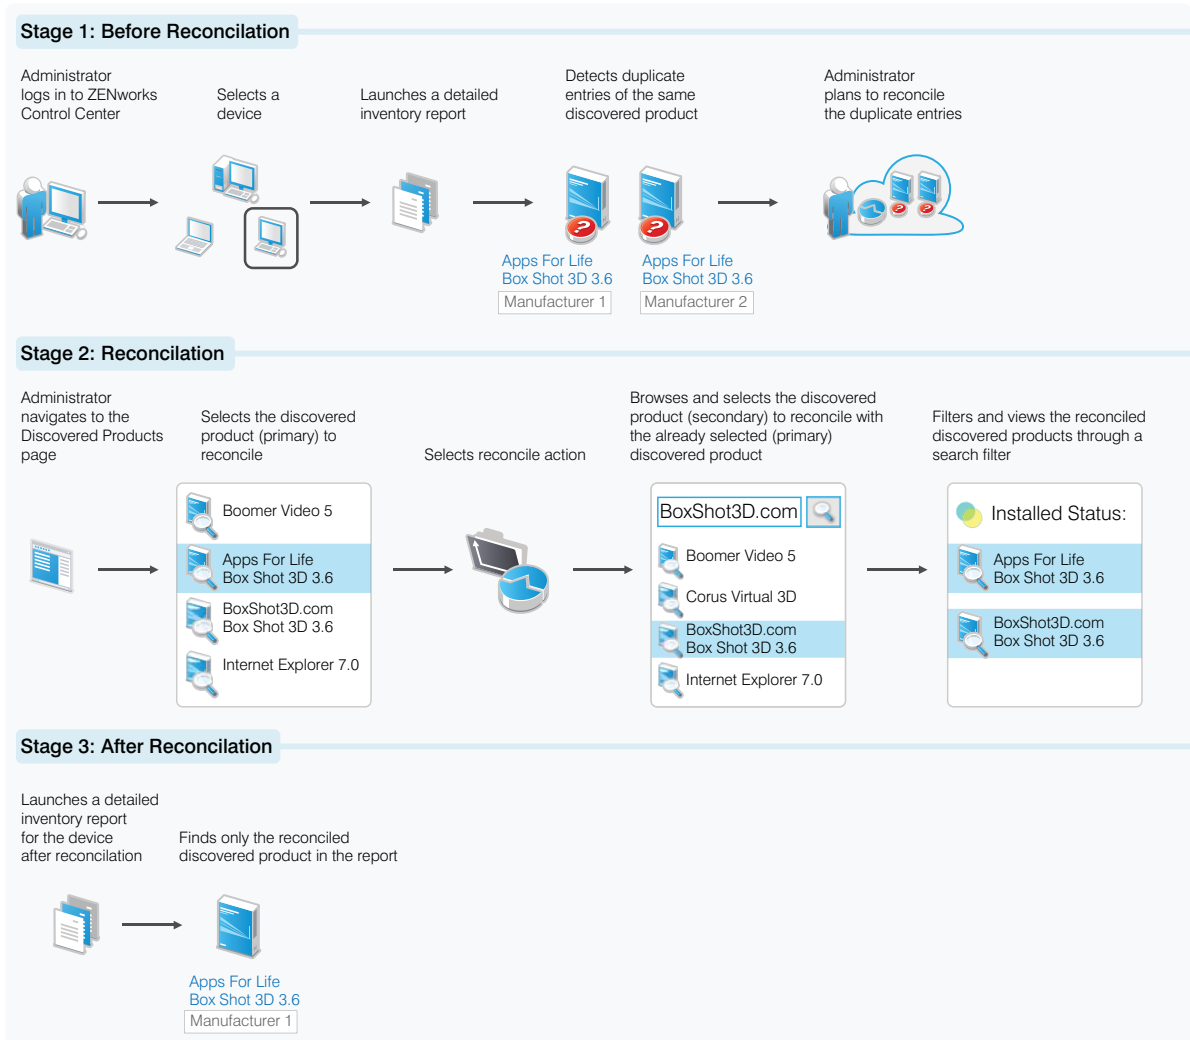 Stage 1: Before Reconcilation
Administrator
logs in to ZENworks
Control Center
Selects a
device
Launches a detailed
inventory report
Detects duplicate
entries of the same
discovered product
Administrator
plans to reconcile
the duplicate entries
?
?
?
?
Apps For Life
Box Shot 3D 3.6
Manufacturer 1
Apps For Life
Box Shot 3D 3.6
Manufacturer 2
Stage 2: Reconcilation
Administrator
navigates to the
Discovered Products
page
Selects the discovered
product (primary) to
reconcile
Selects reconcile action
Browses and selects the discovered
product (secondary) to reconcile with
the already selected (primary)
discovered product
Filters and views the reconciled
discovered products through a
search filter
Boomer Video 5
Apps For Life
Box Shot 3D 3.6
BoxShot3D.com
Box Shot 3D 3.6
Internet Explorer 7.0
BoxShot3D.com
Boomer Video 5
Corus Virtual 3D
BoxShot3D.com
Box Shot 3D 3.6
Internet Explorer 7.0
Installed Status:
Apps For Life
Box Shot 3D 3.6
BoxShot3D.com
Box Shot 3D 3.6
Stage 3: After Reconcilation
Launches a detailed
inventory report
for the device
after reconcilation
Finds only the reconciled
discovered product in the report
Apps For Life
Box Shot 3D 3.6
Manufacturer 1